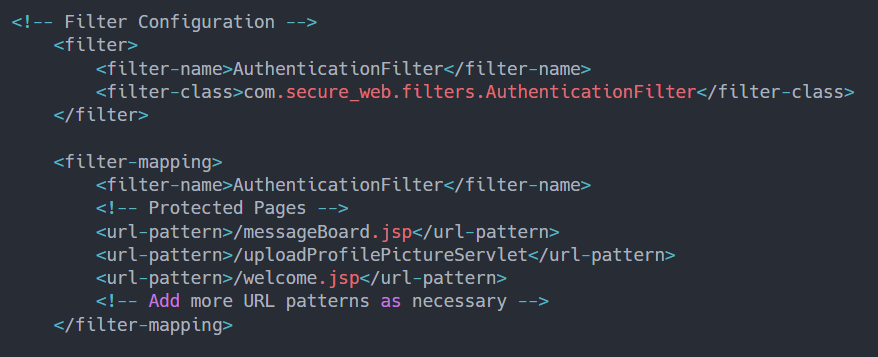 <!-- Filter Configuration -->
<filter>
<filter-name>AuthenticationFilter</filter-name>
<filter-class>com.secure_web.filters.AuthenticationFilter</filter-class>
</filter>
<filter-mapping>
<filter-name>AuthenticationFilter</filter-name>
<!-- Protected Pages -->
<url-pattern>/messageBoard.jsp</url-pattern>
<url-pattern>/uploadProfilePictureServlet</url-pattern>
<url-pattern>/welcome.jsp</url-pattern>
<!-- Add more URL patterns as necessary -->
</filter-mapping>